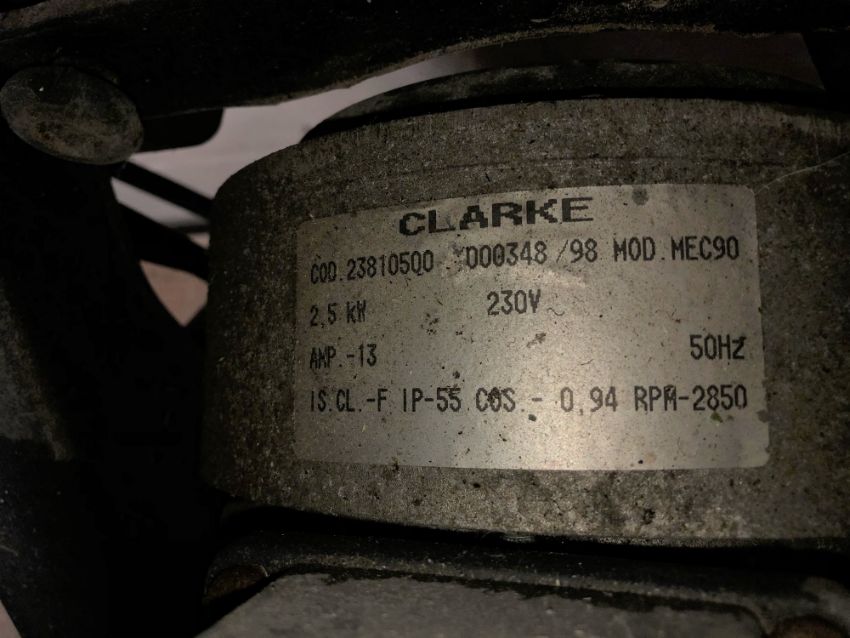 CLARKE
COD.23810500 000348 /98 MOD.MEC90
2,5 kW 230V~
AMP.-13 50Hz
IS.CL.-F IP-55 COS - 0,94 RPM-2850